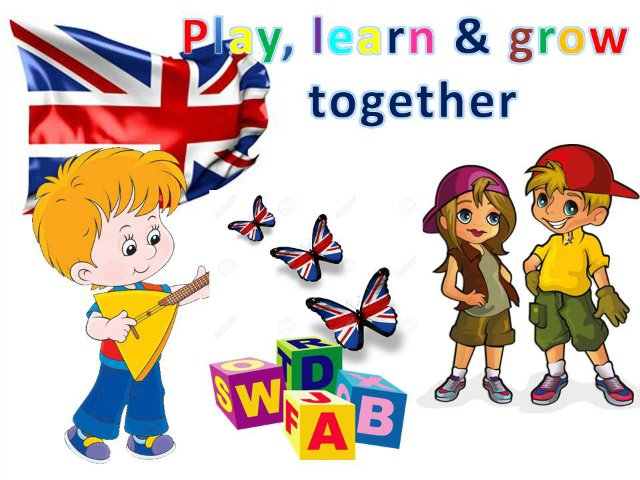 Play, learn & grow
together
R
T D
O X
S W B
J
F A